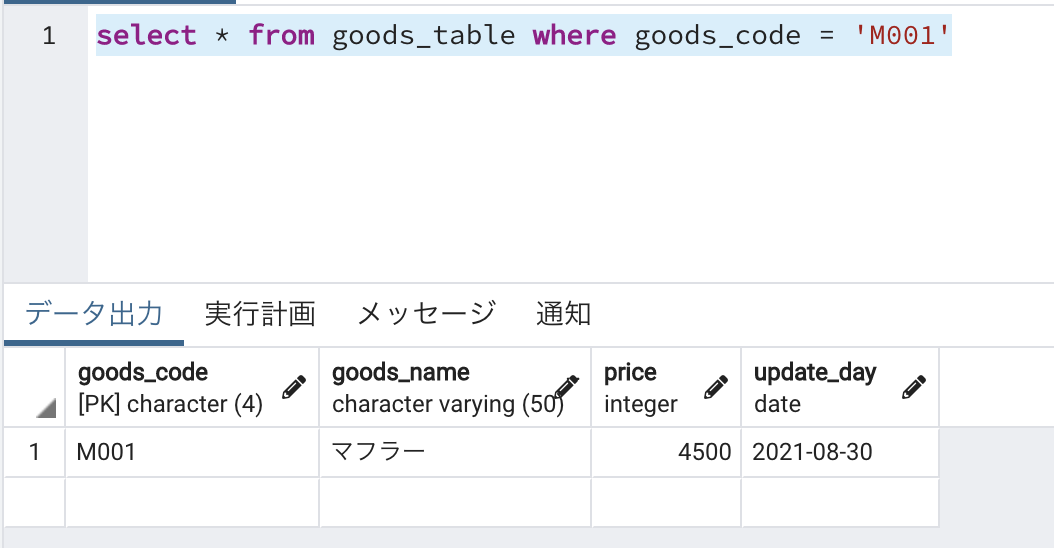 1 select * from goods_table where goods_code = 'M001'
データ出力 実行計画 メッセージ 通知
goods_code goods_name price update_day
[PK] character (4) character varying (50) integer date
1 M001 マフラー 4500 2021-08-30